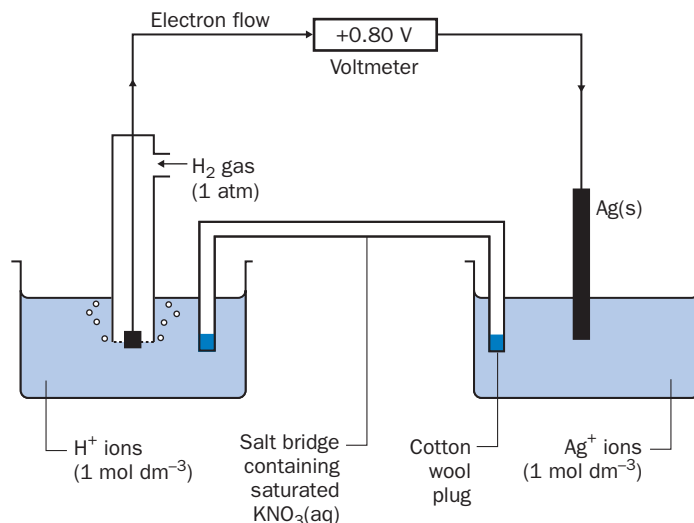 Electron flow
+0.80 V
Voltmeter
H₂ gas
(1 atm)
Ag(s)
H⁺ ions
(1 mol dm⁻³)
Salt bridge
containing
saturated
KNO₃(aq)
Cotton
wool
plug
Ag⁺ ions
(1 mol dm⁻³)